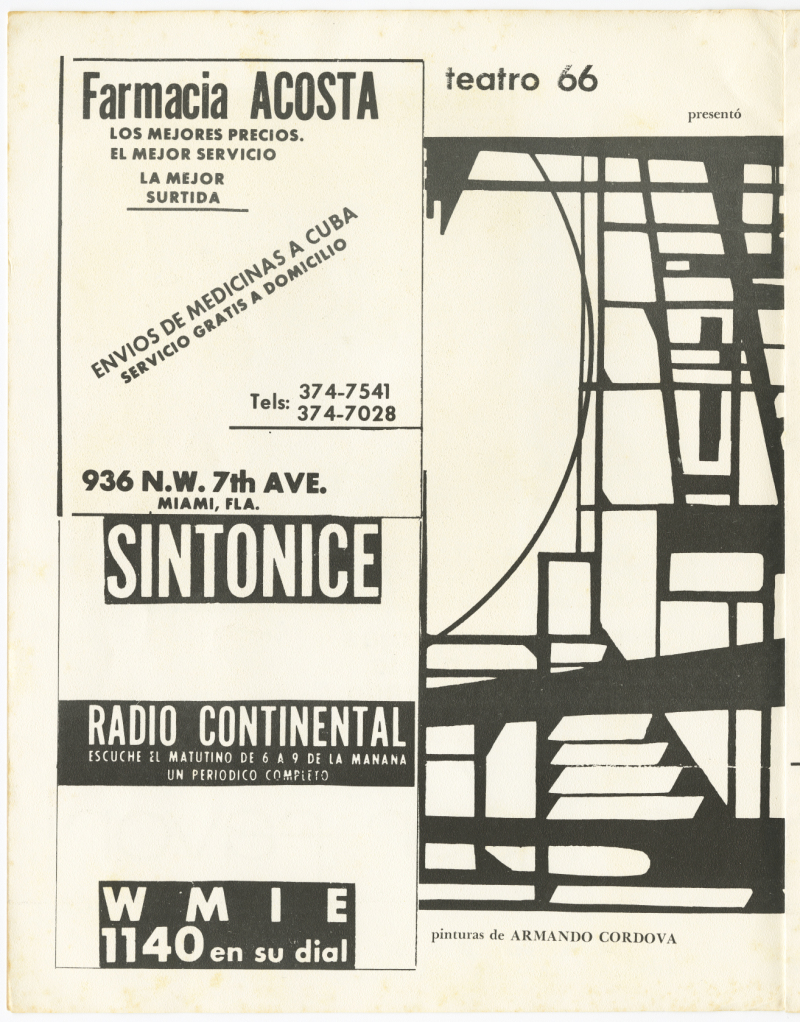 Farmacia ACOSTA
LOS MEJORES PRECIOS.
EL MEJOR SERVICIO
LA MEJOR
SURTIDA
ENVIOS DE MEDICINAS A CUBA
SERVICIO GRATIS A DOMICILIO
Tels: 374-7541
374-7028
936 N.W. 7th AVE.
MIAMI, FLA.
SINTONICE
RADIO CONTINENTAL
ESCUCHE EL MATUTINO DE 6 A 9 DE LA MANANA
UN PERIODICO COMPLETO
WMIE
1140 en su dial
teatro 66
presentó
pinturas de ARMANDO CORDOVA